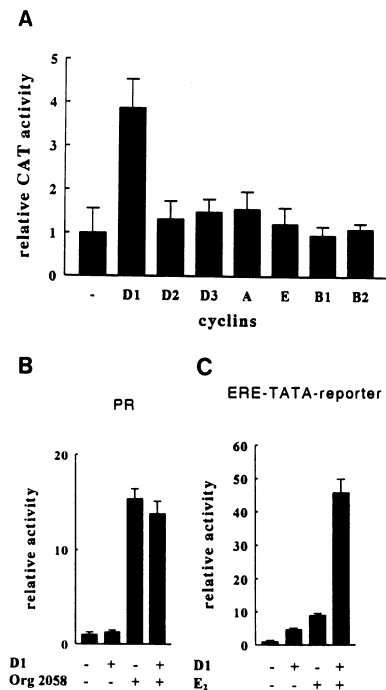 A
relative CAT activity
5
4
3
2
1
0
- D1 D2 D3 A E B1 B2
cyclins
B
PR
relative activity
20
10
0
D1 - + - +
Org 2058 - - + +
C
ERE-TATA-reporter
relative activity
60
50
40
30
20
10
0
D1 - + - +
E₂ - - + +